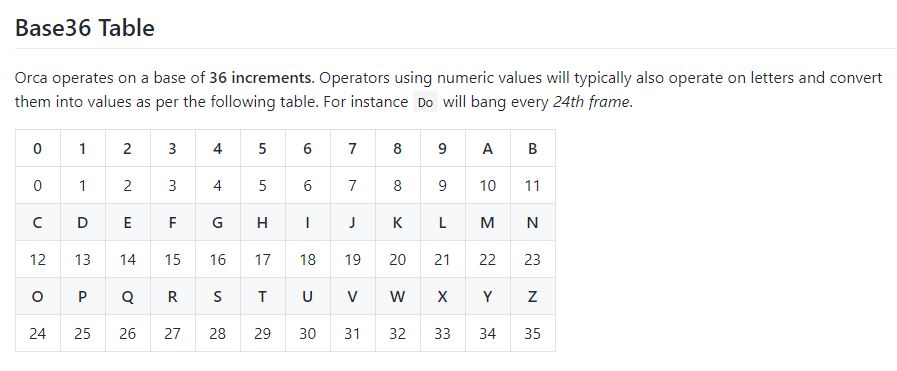 Base36 Table
Orca operates on a base of 36 increments. Operators using numeric values will typically also operate on letters and convert
them into values as per the following table. For instance Do will bang every 24th frame.
0 1 2 3 4 5 6 7 8 9 A B
0 1 2 3 4 5 6 7 8 9 10 11
C D E F G H I J K L M N
12 13 14 15 16 17 18 19 20 21 22 23
O P Q R S T U V W X Y Z
24 25 26 27 28 29 30 31 32 33 34 35